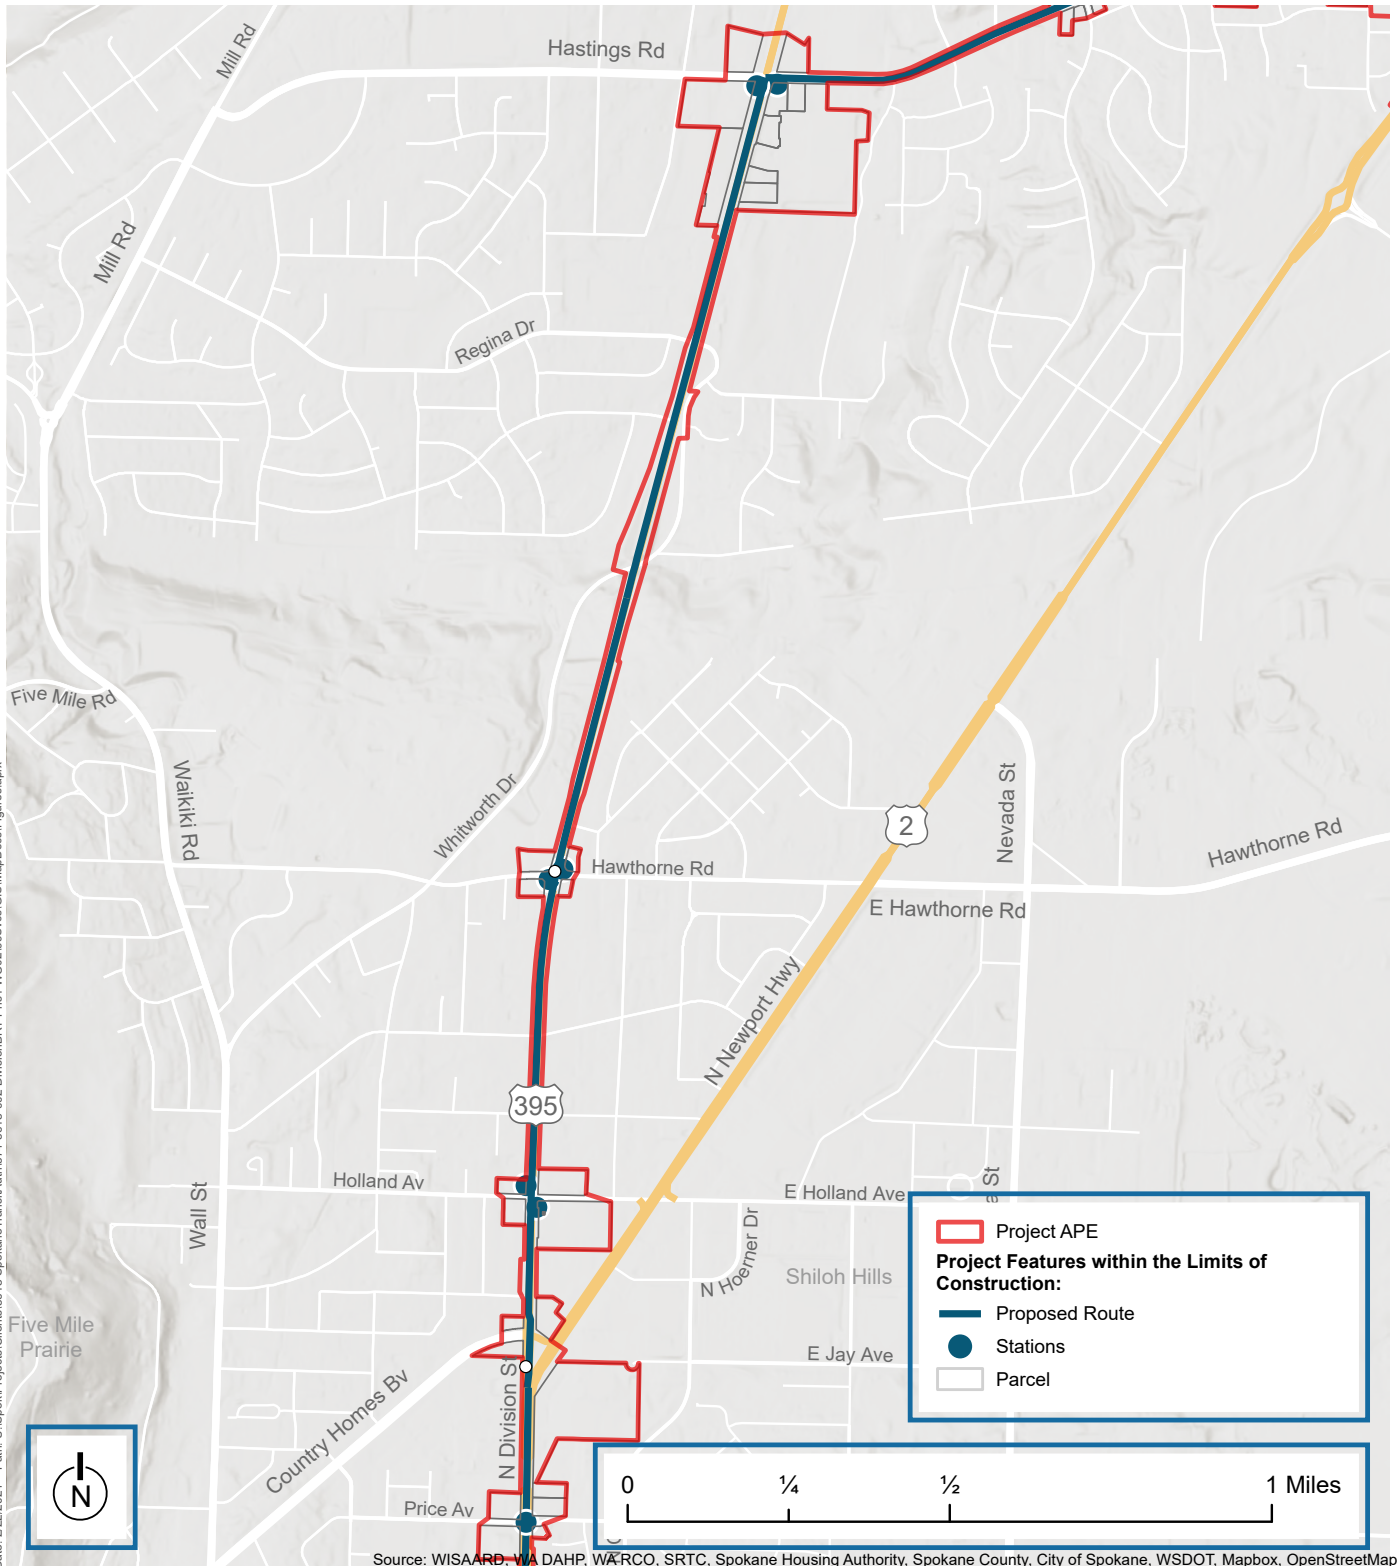 Hastings Rd
Mill Rd
Mill Rd
Regina Dr
Five Mile Rd
Waikiki Rd
Whitworth Dr
Nevada St
2
Hawthorne Rd
Hawthorne Rd
E Hawthorne Rd
N Newport Hwy
395
Holland Av
E Holland Ave
St
Wall St
N Hoerner Dr
Shiloh Hills
Five Mile
Prairie
E Jay Ave
N Division St
Country Homes Bv
Price Av
Project APE
Project Features within the Limits of
Construction:
Proposed Route
Stations
Parcel
N
0 ¼ ½ 1 Miles
Source: WISAARD, WA DAHP, WA RCO, SRTC, Spokane Housing Authority, Spokane County, City of Spokane, WSDOT, Mapbox, OpenStreetMap